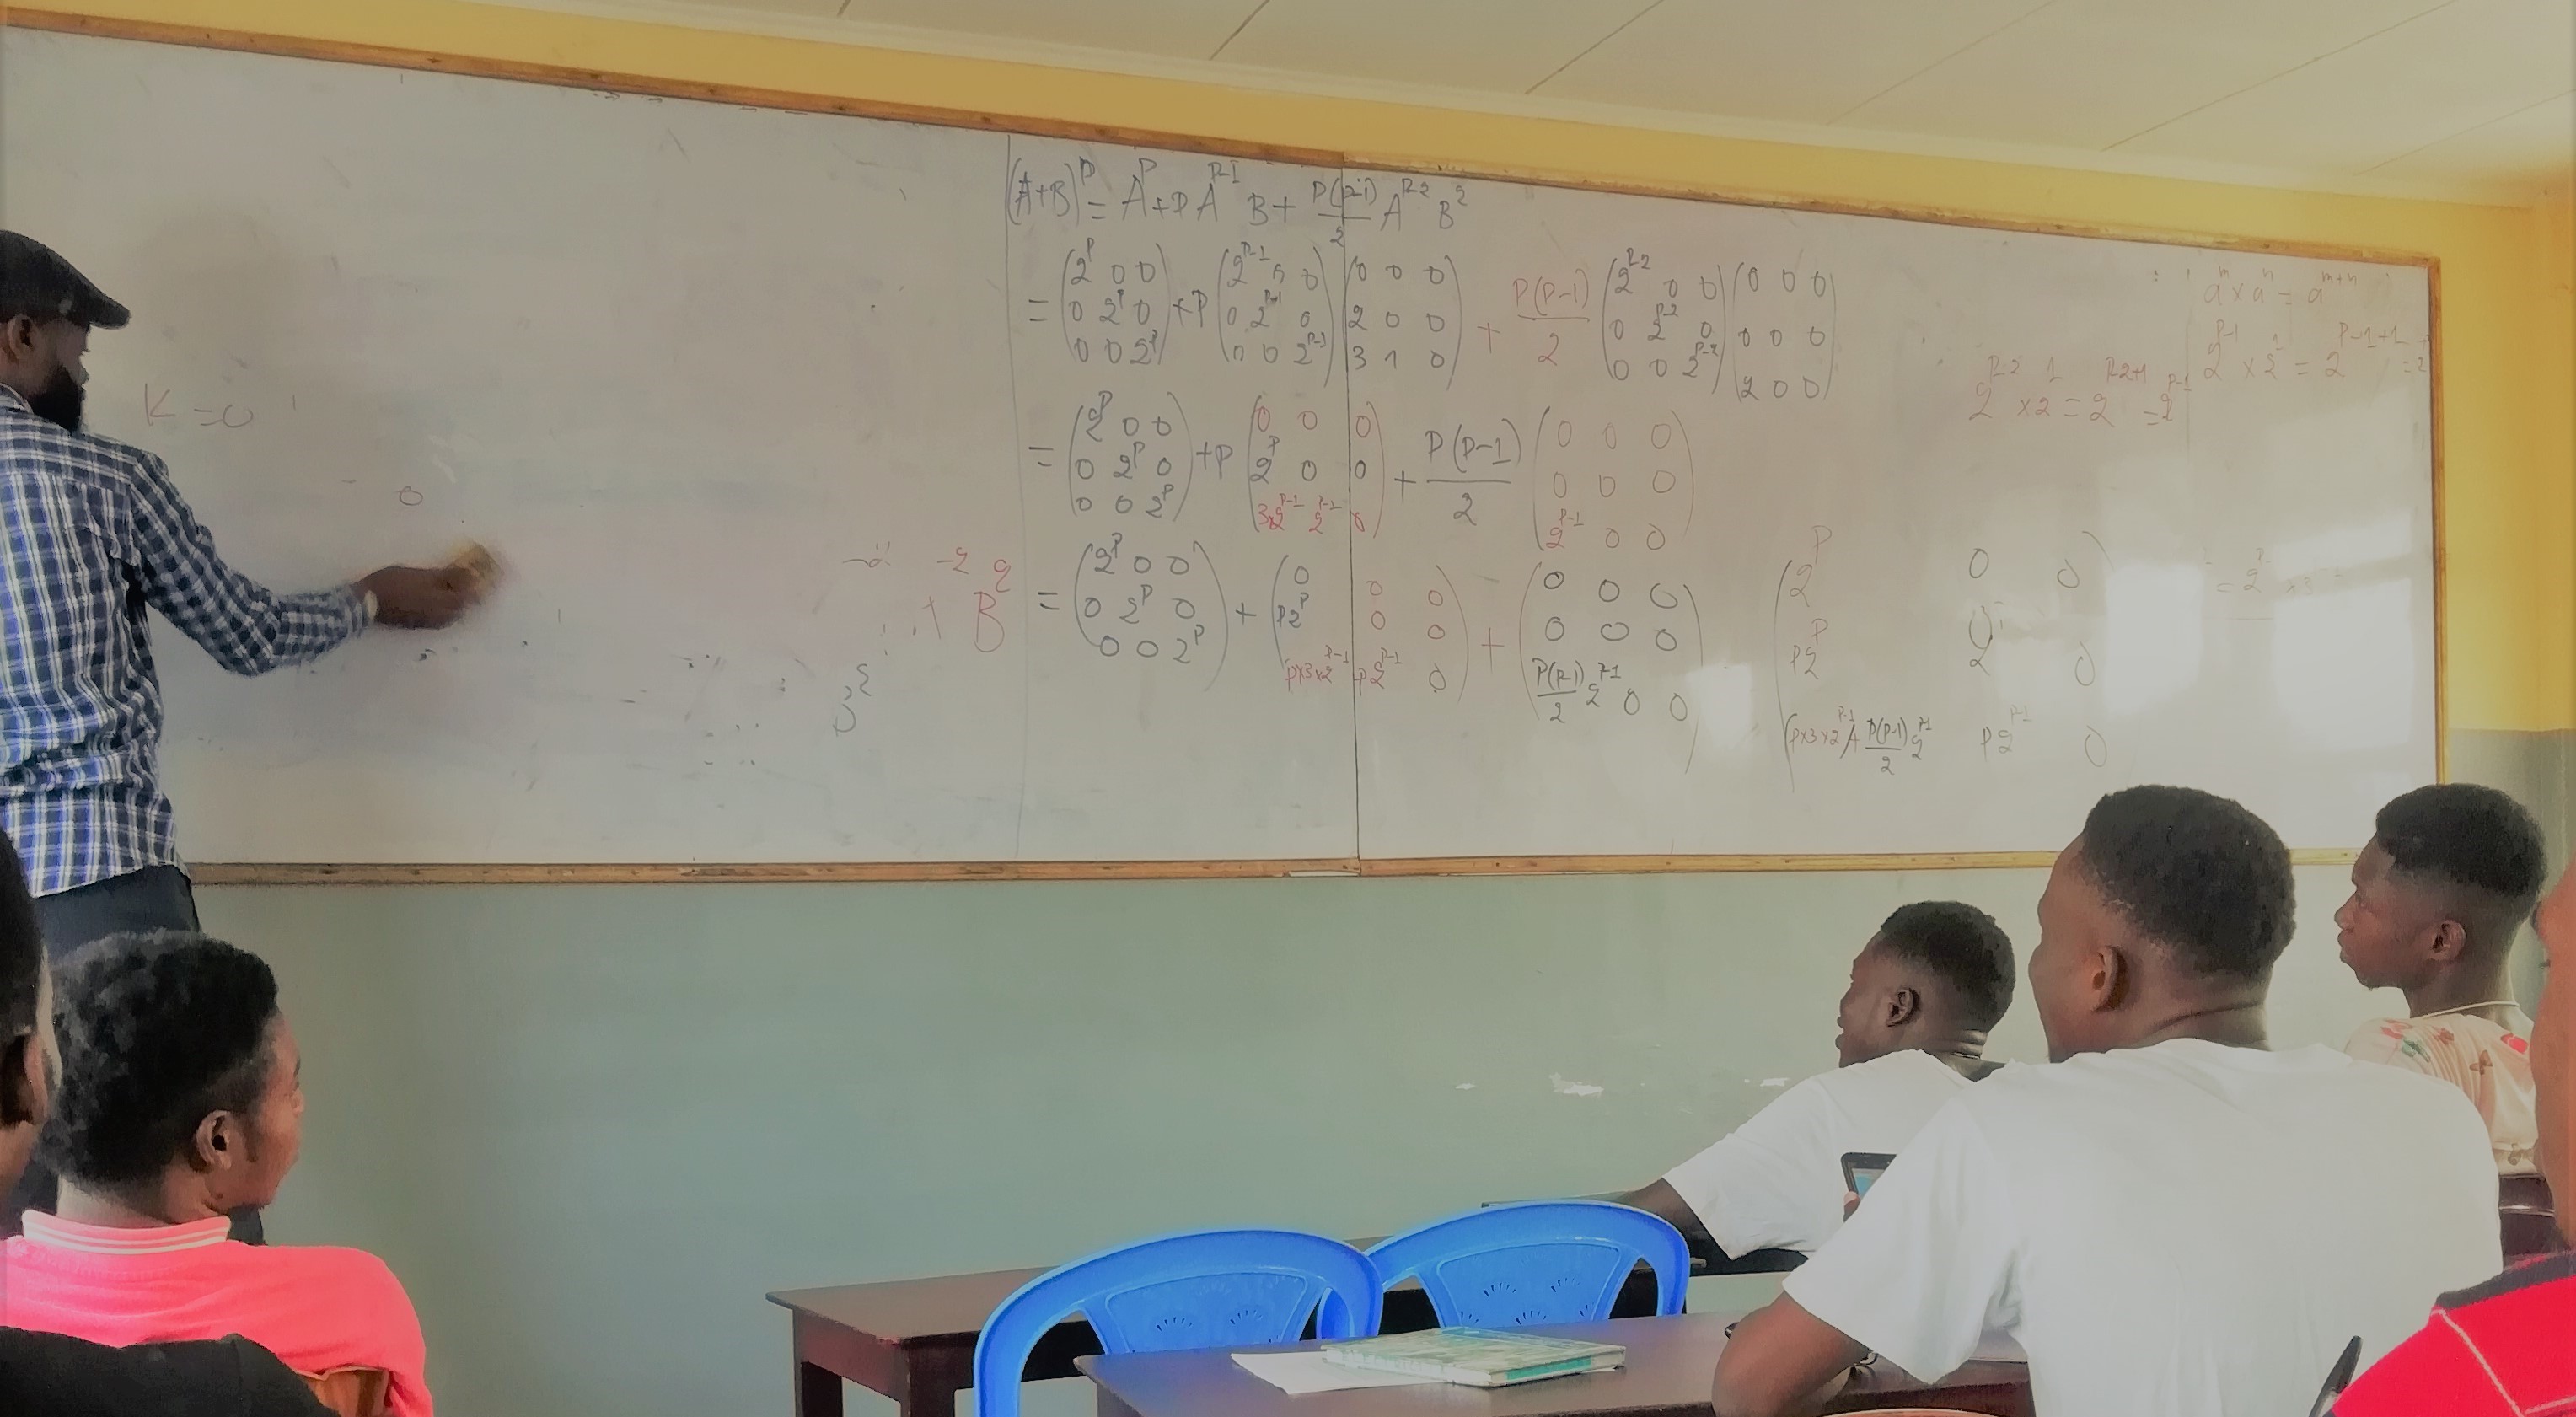 K = 0
0
-2 2
+ B
(A+B)^P = A^P + P A^{P-1} B + \frac{P(P-1)}{2} A^{P-2} B^2
= \begin{pmatrix} 2^P & 0 & 0 \\ 0 & 2^P & 0 \\ 0 & 0 & 2^P \end{pmatrix} + P \begin{pmatrix} 2^{P-1} & 0 & 0 \\ 0 & 2^{P-1} & 0 \\ 0 & 0 & 2^{P-1} \end{pmatrix} \begin{pmatrix} 0 & 0 & 0 \\ 2 & 0 & 0 \\ 3 & 1 & 0 \end{pmatrix} + \frac{P(P-1)}{2} \begin{pmatrix} 2^{P-2} & 0 & 0 \\ 0 & 2^{P-2} & 0 \\ 0 & 0 & 2^{P-2} \end{pmatrix} \begin{pmatrix} 0 & 0 & 0 \\ 0 & 0 & 0 \\ 2 & 0 & 0 \end{pmatrix}
= \begin{pmatrix} 2^P & 0 & 0 \\ 0 & 2^P & 0 \\ 0 & 0 & 2^P \end{pmatrix} + P \begin{pmatrix} 0 & 0 & 0 \\ 2^P & 0 & 0 \\ 3×2^{P-1} & 2^{P-1} & 0 \end{pmatrix} + \frac{P(P-1)}{2} \begin{pmatrix} 0 & 0 & 0 \\ 0 & 0 & 0 \\ 2^{P-1} & 0 & 0 \end{pmatrix}
= \begin{pmatrix} 2^P & 0 & 0 \\ 0 & 2^P & 0 \\ 0 & 0 & 2^P \end{pmatrix} + \begin{pmatrix} 0 & 0 & 0 \\ P2^P & 0 & 0 \\ P×3×2^{P-1} & P2^{P-1} & 0 \end{pmatrix} + \begin{pmatrix} 0 & 0 & 0 \\ 0 & 0 & 0 \\ \frac{P(P-1)}{2} 2^{P-1} & 0 & 0 \end{pmatrix}
\begin{pmatrix} 2^P & 0 & 0 \\ P2^P & 2^P & 0 \\ (P×3×2^{P-1}) + \frac{P(P-1)}{2} 2^{P-1} & P2^{P-1} & 0 \end{pmatrix}
a^m × a^n = a^{m+n}
2^{P-1} × 2^1 = 2^{P-1+1} = 2
2^{P-2} × 2^1 = 2^{P-2+1} = 2^{P-1}